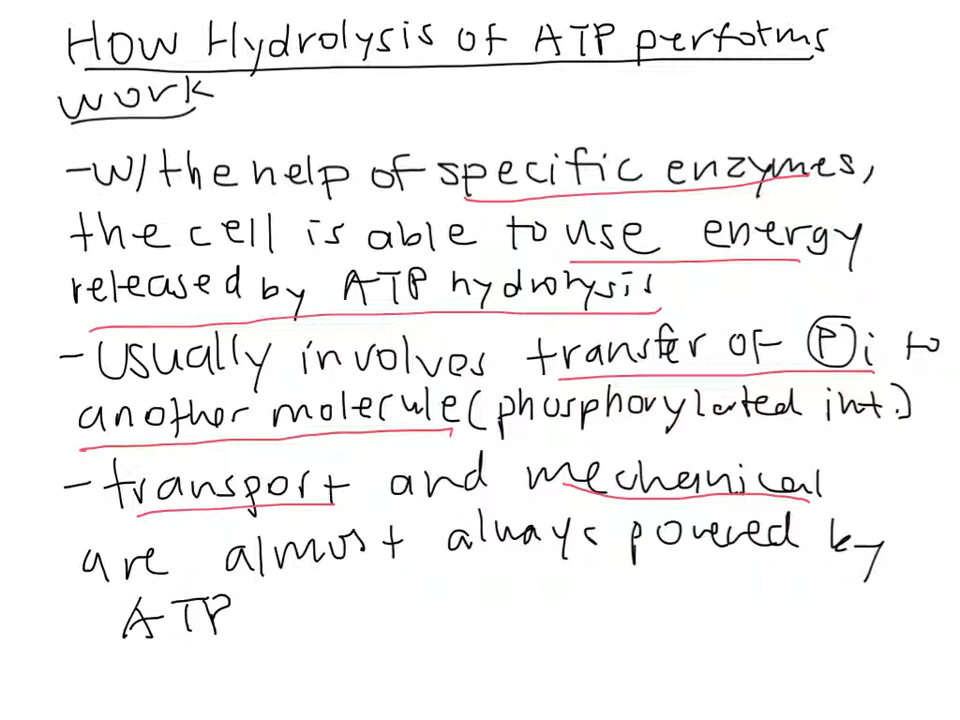 How Hydrolysis of ATP performs
work
-w/the help of specific enzymes,
the cell is able to use energy
released by ATP hydrolysis
-Usually involves transfer of Ⓟi to
another molecule(phosphorylated int.)
-transport and mechanical
are almost always powered by
ATP